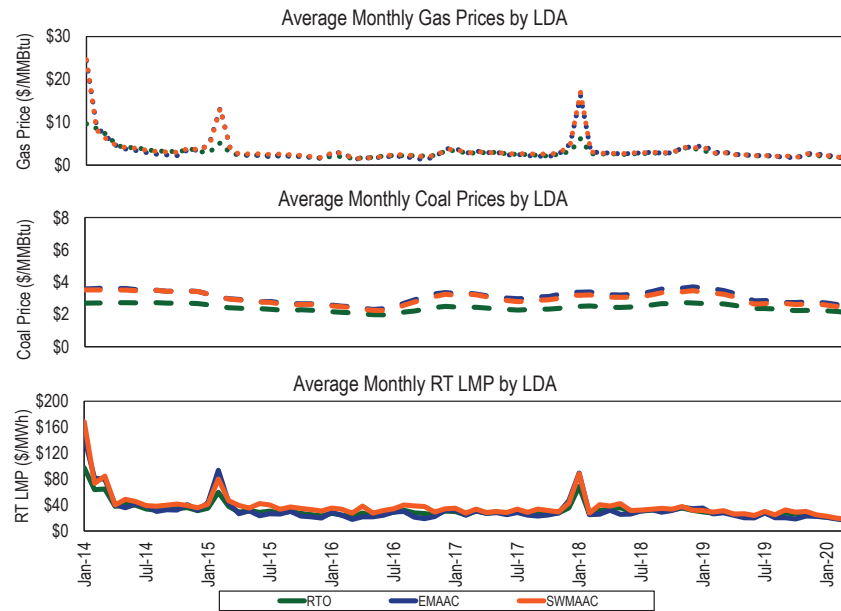 Average Monthly Gas Prices by LDA
Gas Price ($/MMBtu)
$30
$20
$10
$0
Average Monthly Coal Prices by LDA
Coal Price ($/MMBtu)
$8
$6
$4
$2
$0
Average Monthly RT LMP by LDA
RT LMP ($/MWh)
$200
$160
$120
$80
$40
$0
Jan-14
Jul-14
Jan-15
Jul-15
Jan-16
Jul-16
Jan-17
Jul-17
Jan-18
Jul-18
Jan-19
Jul-19
Jan-20
RTO EMAAC SWMAAC